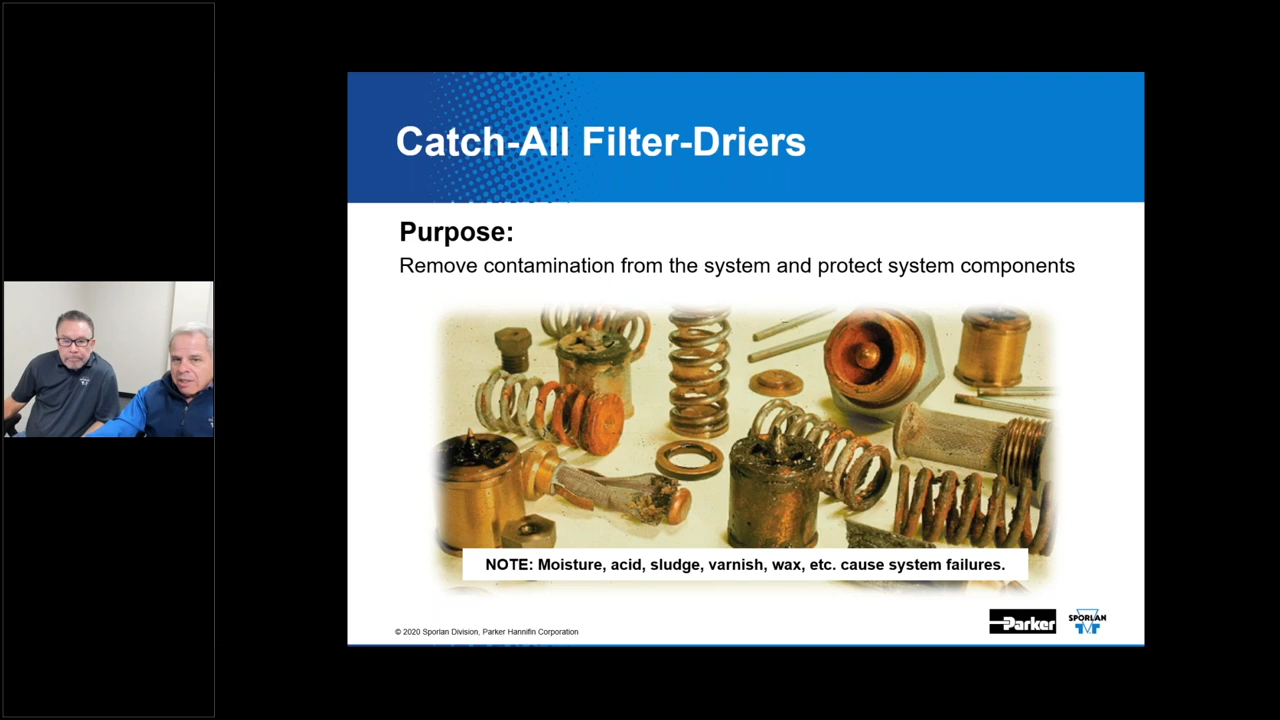 Catch-All Filter-Driers
Purpose:
Remove contamination from the system and protect system components
NOTE: Moisture, acid, sludge, varnish, wax, etc. cause system failures.
© 2020 Sporlan Division, Parker Hannifin Corporation
Parker
SPORLAN